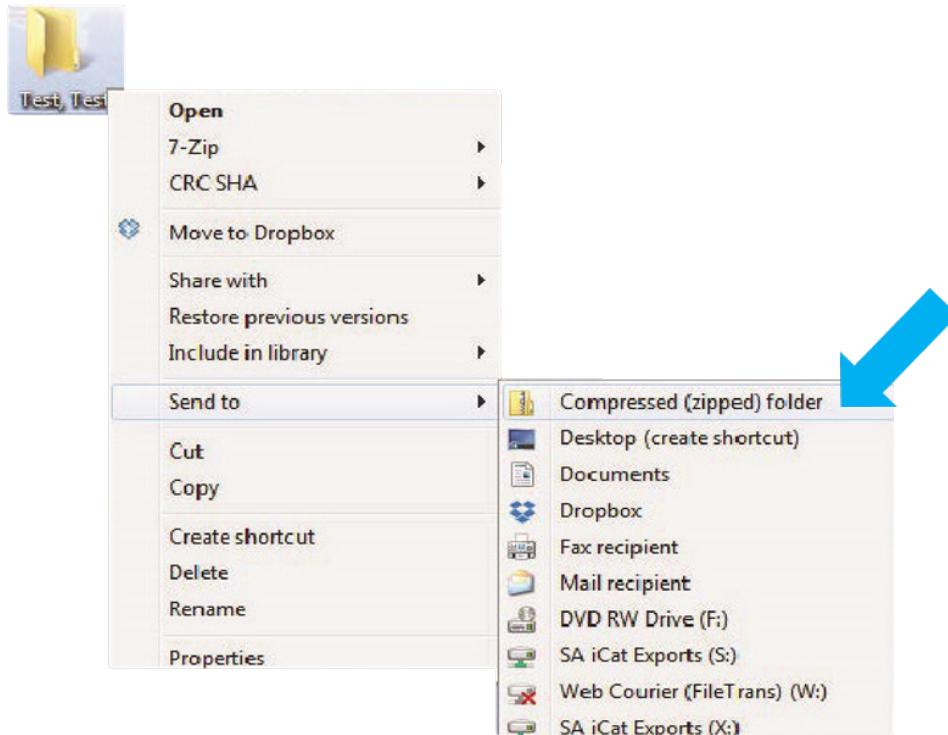 Test, Test
Open
7-Zip
CRC SHA
Move to Dropbox
Share with
Restore previous versions
Include in library
Send to
Cut
Copy
Create shortcut
Delete
Rename
Properties
Compressed (zipped) folder
Desktop (create shortcut)
Documents
Dropbox
Fax recipient
Mail recipient
DVD RW Drive (F:)
SA iCat Exports (S:)
Web Courier (FileTrans) (W:)
SA iCat Exports (X:)